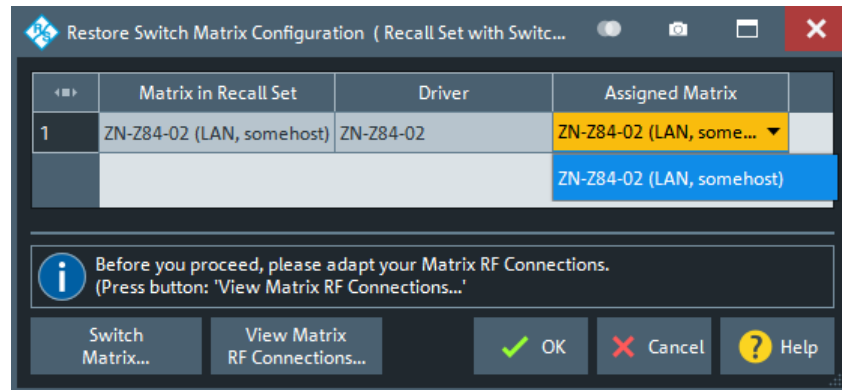 Restore Switch Matrix Configuration ( Recall Set with Switc...
Matrix in Recall Set Driver Assigned Matrix
1 ZN-Z84-02 (LAN, somehost) ZN-Z84-02 ZN-Z84-02 (LAN, some...
ZN-Z84-02 (LAN, somehost)
Before you proceed, please adapt your Matrix RF Connections.
(Press button: 'View Matrix RF Connections...'
Switch
Matrix...
View Matrix
RF Connections...
OK
Cancel
Help